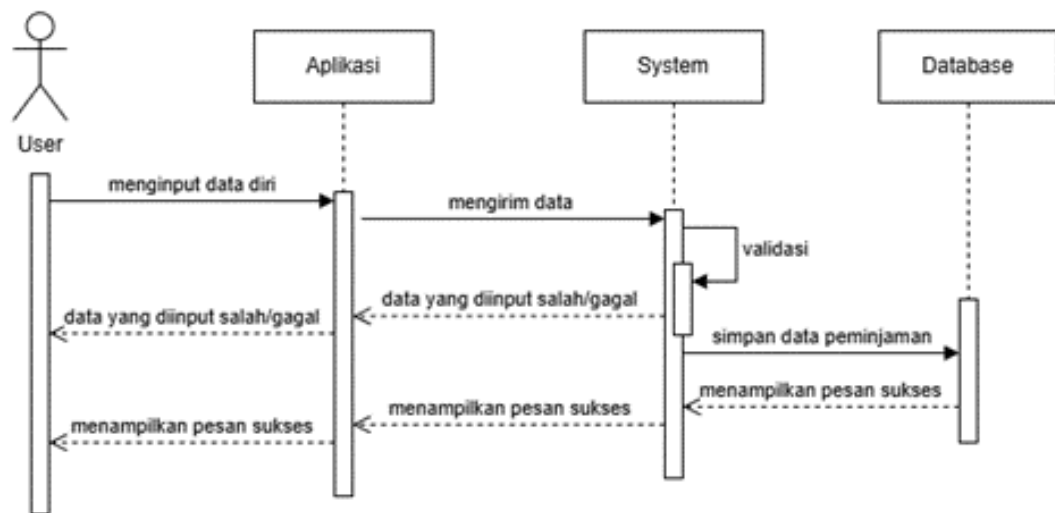 Aplikasi
System
Database
User
menginput data diri
mengirim data
validasi
data yang diinput salah/gagal
data yang diinput salah/gagal
simpan data peminjaman
menampilkan pesan sukses
menampilkan pesan sukses
menampilkan pesan sukses